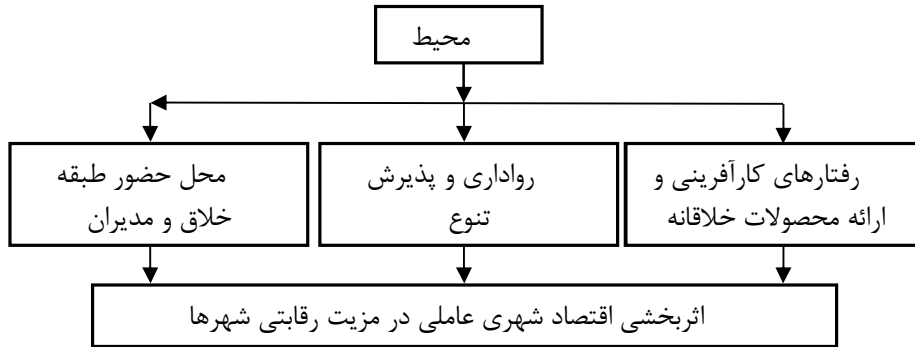 محیط
رفتارهای کارآفرینی و
ارائه محصولات خلاقانه
رواداری و پذیرش
تنوع
محل حضور طبقه
خلاق و مدیران
اثربخشی اقتصاد شهری عاملی در مزیت رقابتی شهرها